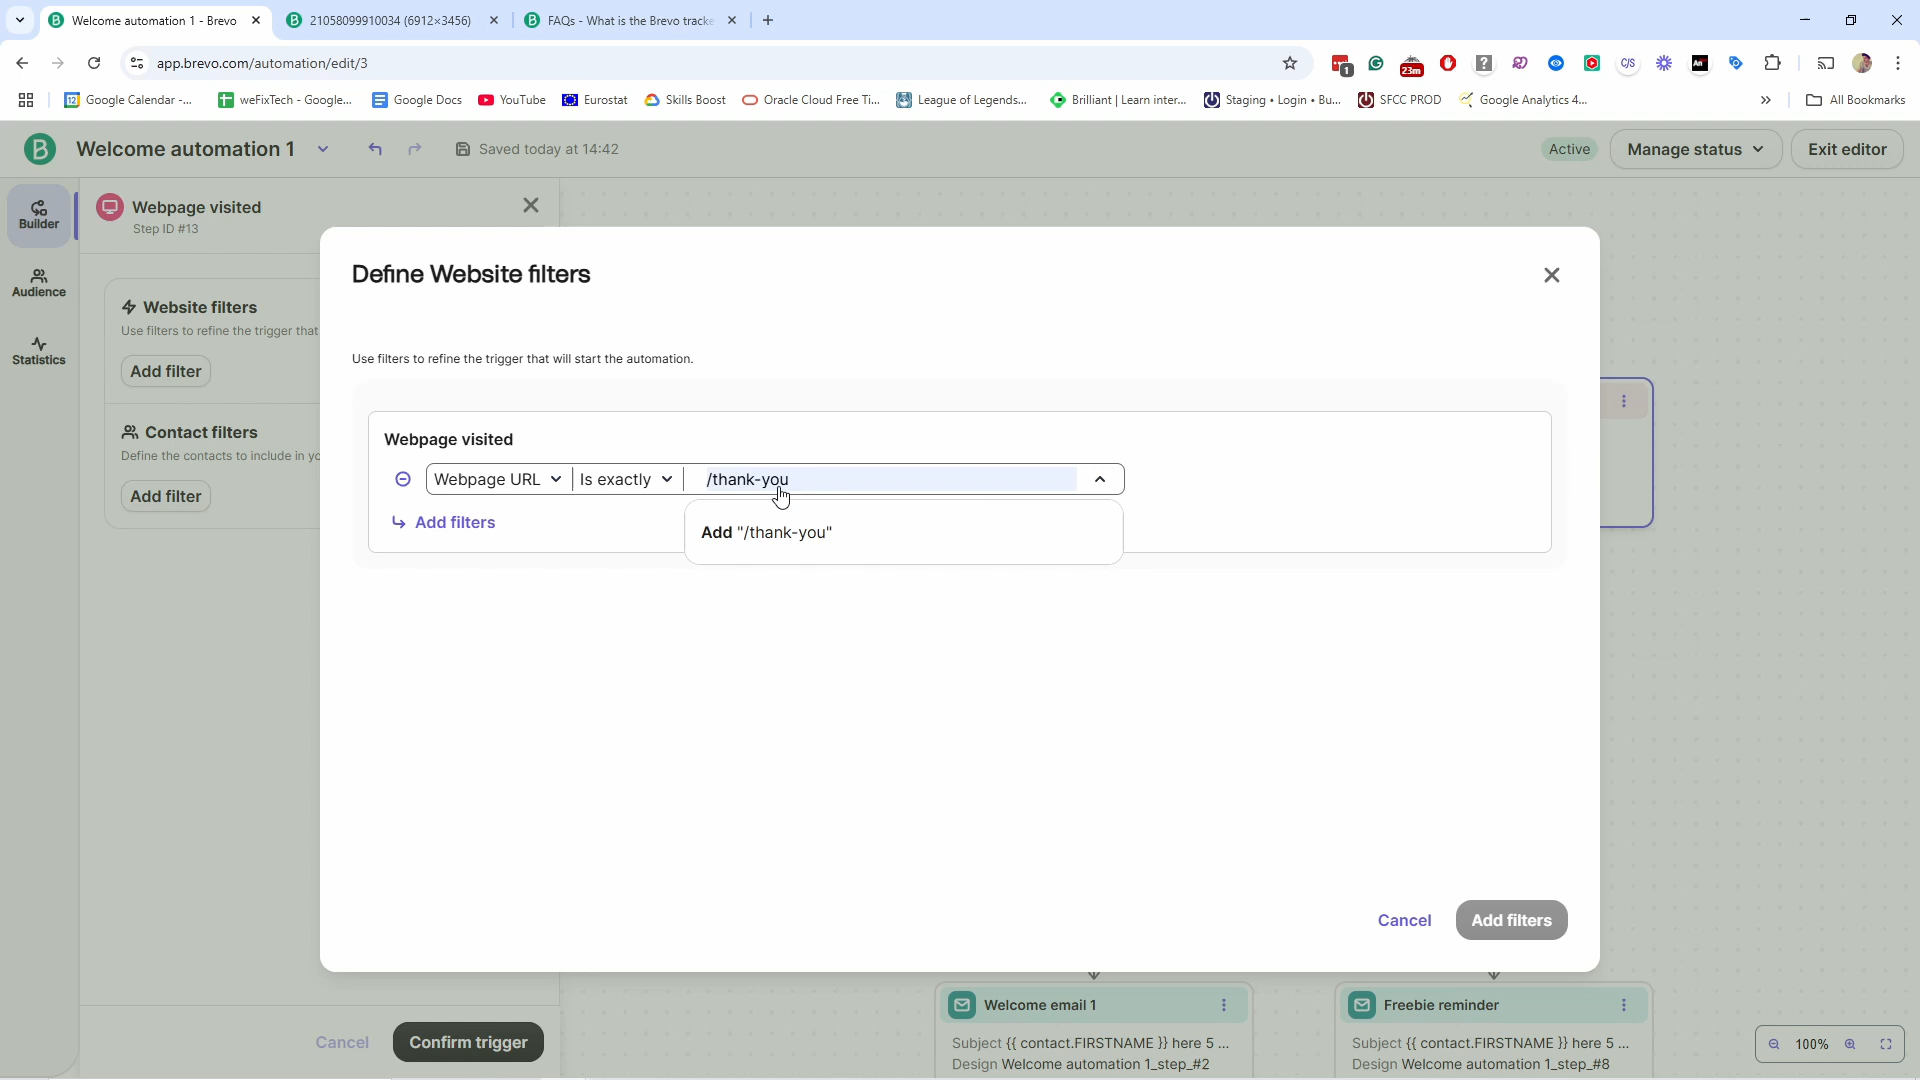 Welcome automation 1 - Brevo
21058099910034 (6912×3456)
FAQs - What is the Brevo tracke
app.brevo.com/automation/edit/3
1
23m
C/S
An
Google Calendar -...
weFixTech - Google...
Google Docs
YouTube
Eurostat
Skills Boost
Oracle Cloud Free Ti...
League of Legends...
Brilliant | Learn inter...
Staging • Login • Bu...
SFCC PROD
Google Analytics 4...
All Bookmarks
Welcome automation 1
Saved today at 14:42
Active
Manage status
Exit editor
Builder
Audience
Statistics
Webpage visited
Step ID #13
Website filters
Use filters to refine the trigger that
Add filter
Contact filters
Define the contacts to include in yo
Add filter
Cancel
Confirm trigger
Define Website filters
Use filters to refine the trigger that will start the automation.
Webpage visited
Webpage URL
Is exactly
/thank-you
Add filters
Add "/thank-you"
Cancel
Add filters
Welcome email 1
Subject {{ contact.FIRSTNAME }} here 5 ...
Design Welcome automation 1_step_#2
Freebie reminder
Subject {{ contact.FIRSTNAME }} here 5 ...
Design Welcome automation 1_step_#8
100%